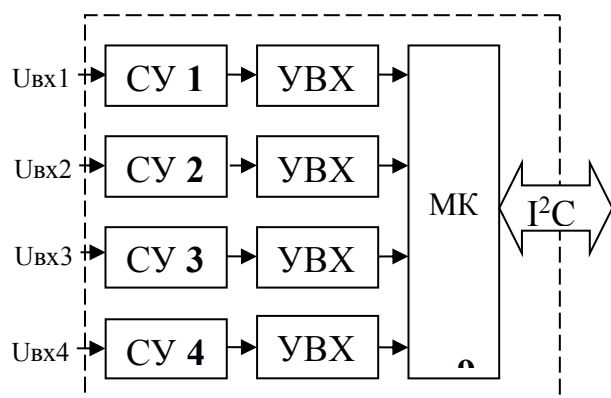 Uвх1 СУ 1 УВХ
Uвх2 СУ 2 УВХ
МК I²C
Uвх3 СУ 3 УВХ
Uвх4 СУ 4 УВХ